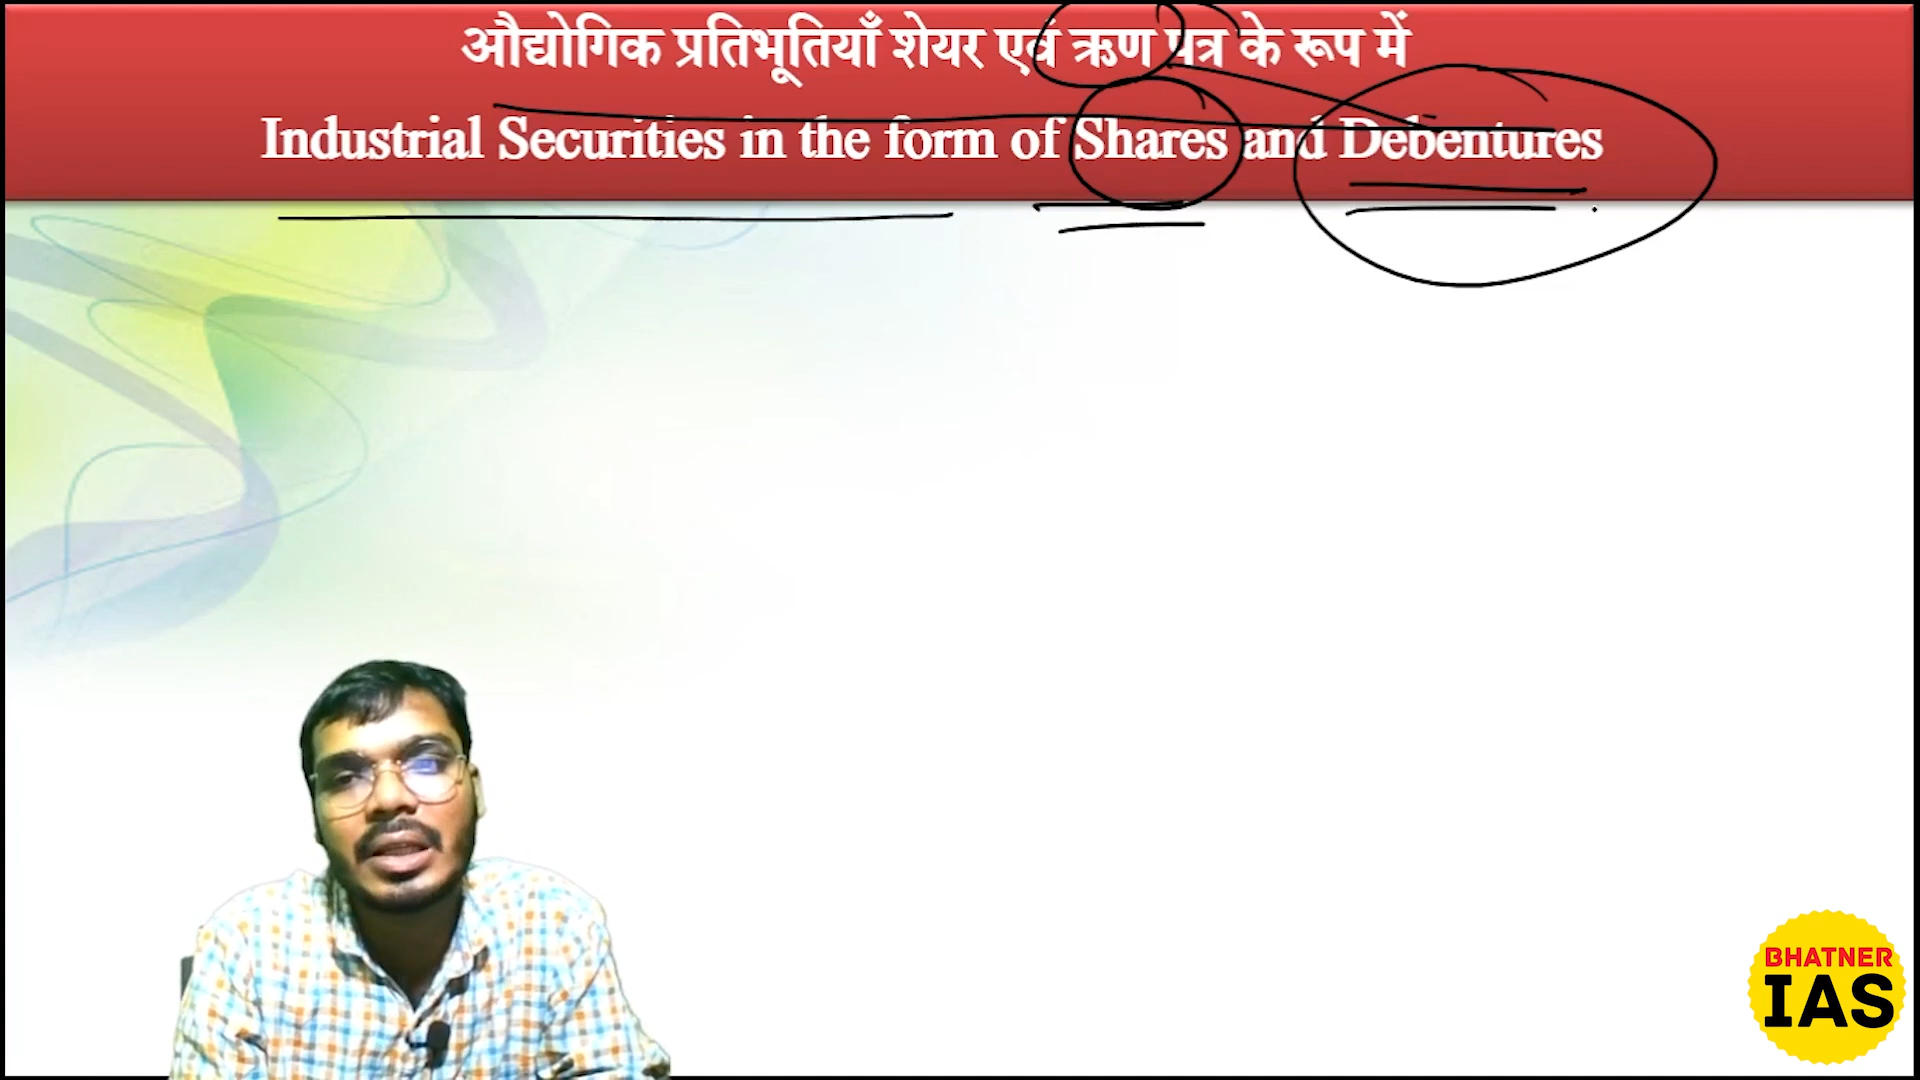 औद्योगिक प्रतिभूतियाँ शेयर एवं ऋण पत्र के रूप में
Industrial Securities in the form of Shares and Debentures
BHATNER
IAS